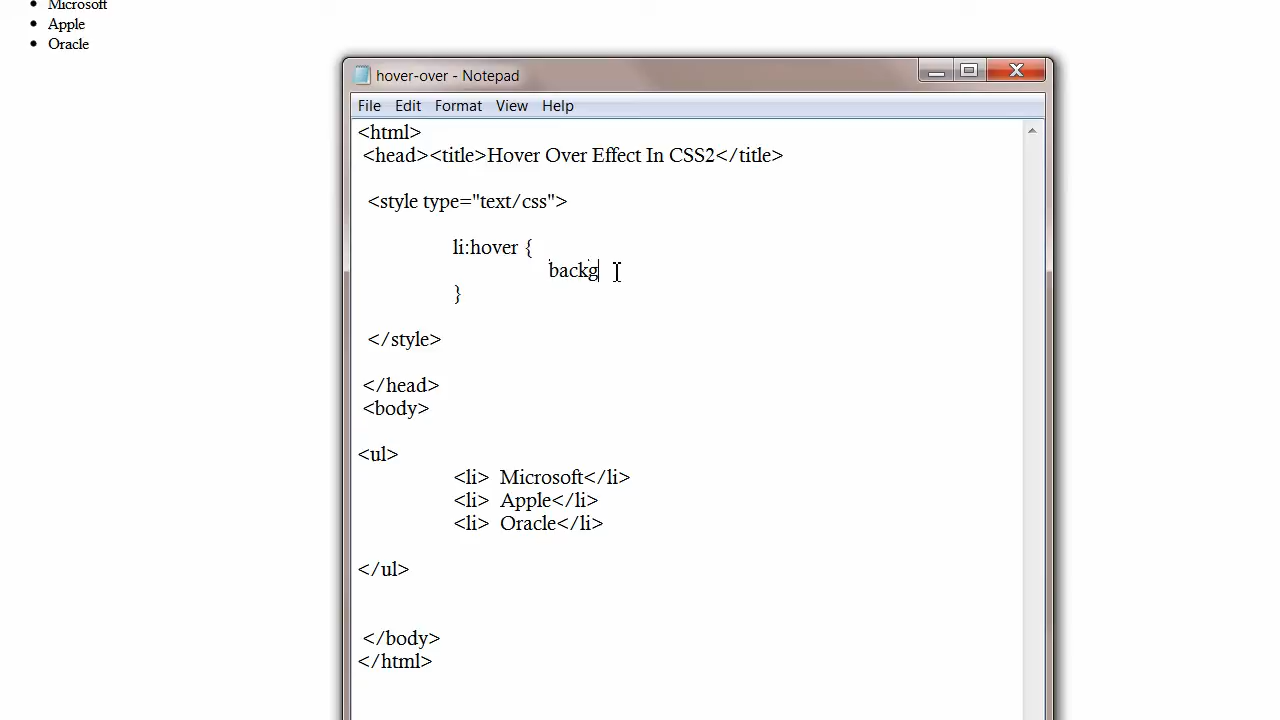 Microsoft
Apple
Oracle
hover-over - Notepad
File Edit Format View Help
<html>
<head><title>Hover Over Effect In CSS2</title>
<style type="text/css">
li:hover {
backg
}
</style>
</head>
<body>
<ul>
<li> Microsoft</li>
<li> Apple</li>
<li> Oracle</li>
</ul>
</body>
</html>